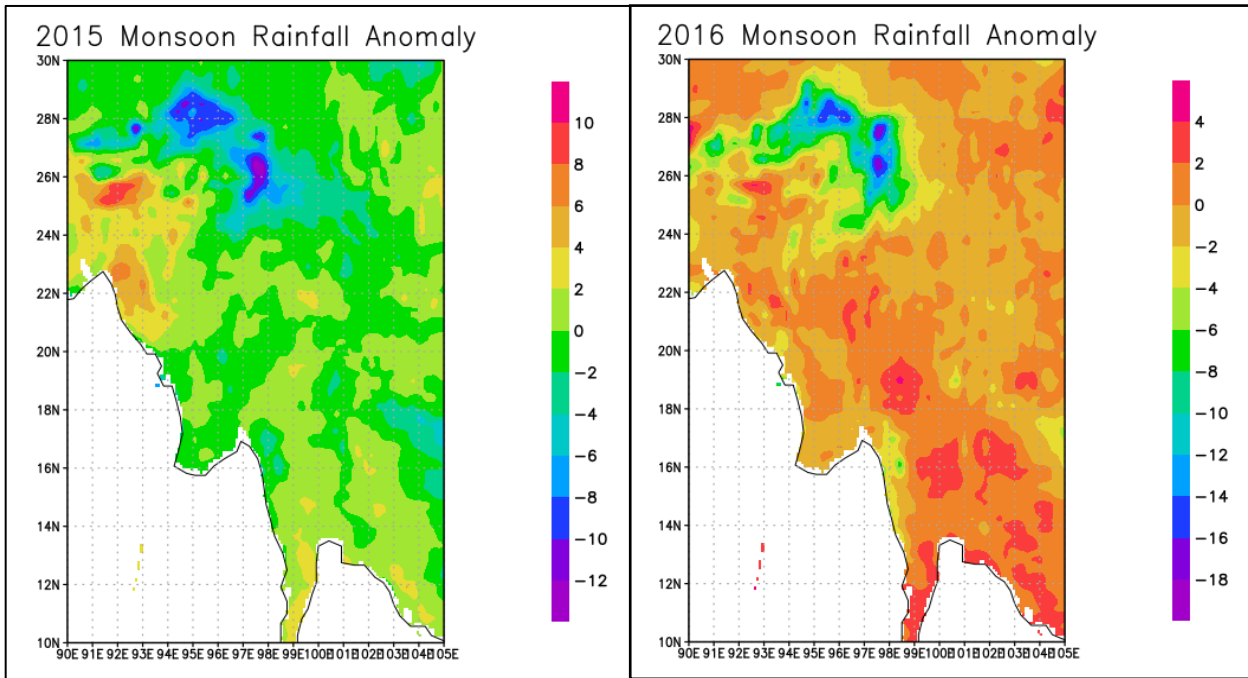 2015 Monsoon Rainfall Anomaly
30N
28N
26N
24N
22N
20N
18N
16N
14N
12N
10N
90E 91E 92E 93E 94E 95E 96E 97E 98E 99E 100E 101E 102E 103E 104E 105E
10
8
6
4
2
0
-2
-4
-6
-8
-10
-12
2016 Monsoon Rainfall Anomaly
30N
28N
26N
24N
22N
20N
18N
16N
14N
12N
10N
90E 91E 92E 93E 94E 95E 96E 97E 98E 99E 100E 101E 102E 103E 104E 105E
4
2
0
-2
-4
-6
-8
-10
-12
-14
-16
-18